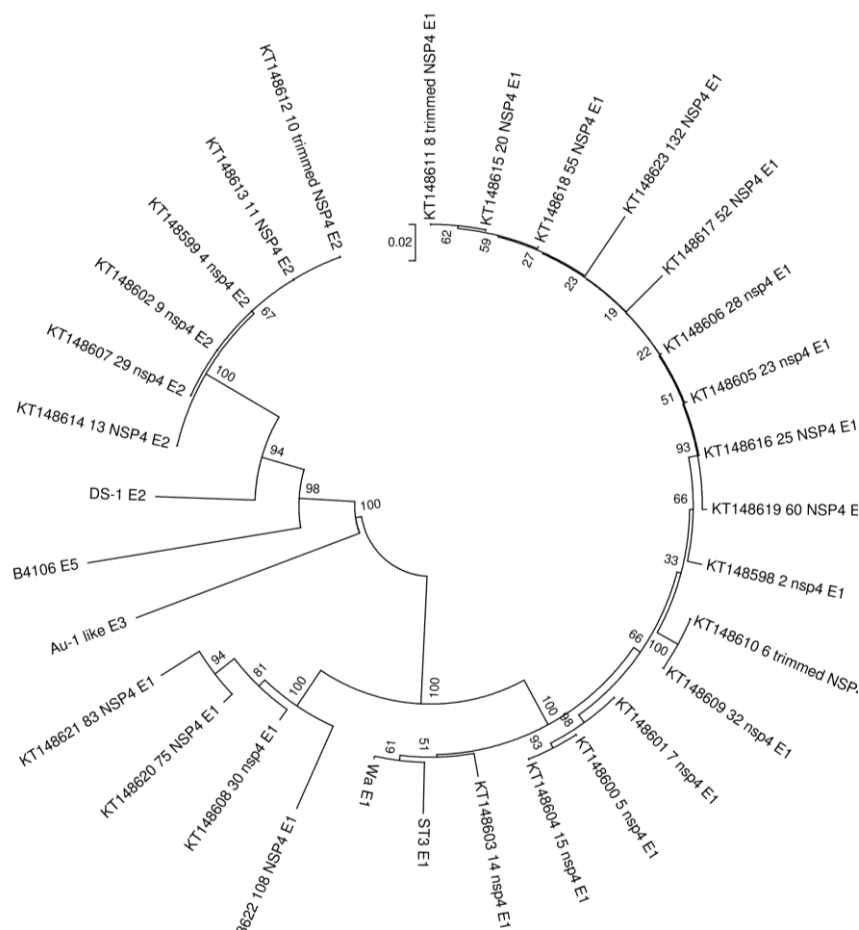 KT148611 8 trimmed NSP4 E1
KT148615 20 NSP4 E1
KT148618 55 NSP4 E1
KT148623 132 NSP4 E1
KT148617 52 NSP4 E1
KT148606 28 nsp4 E1
KT148605 23 nsp4 E1
KT148616 25 NSP4 E1
KT148619 60 NSP4 E
KT148598 2 nsp4 E1
KT148610 6 trimmed NSP4
KT148609 32 nsp4 E1
KT148601 7 nsp4 E1
KT148600 5 nsp4 E1
KT148604 15 nsp4 E1
KT148603 14 nsp4 E1
ST3 E1
Wa E1
8622 108 NSP4 E1
KT148608 30 nsp4 E1
KT148620 75 NSP4 E1
KT148621 83 NSP4 E1
Au-1 like E3
B4106 E5
DS-1 E2
KT148614 13 NSP4 E2
KT148607 29 nsp4 E2
KT148602 9 nsp4 E2
KT148599 4 nsp4 E2
KT148613 11 NSP4 E2
KT148612 10 trimmed NSP4 E2
0.02
62
59
27
23
19
22
51
93
66
33
100
66
98
93
100
51
19
100
100
81
94
100
98
94
100
67